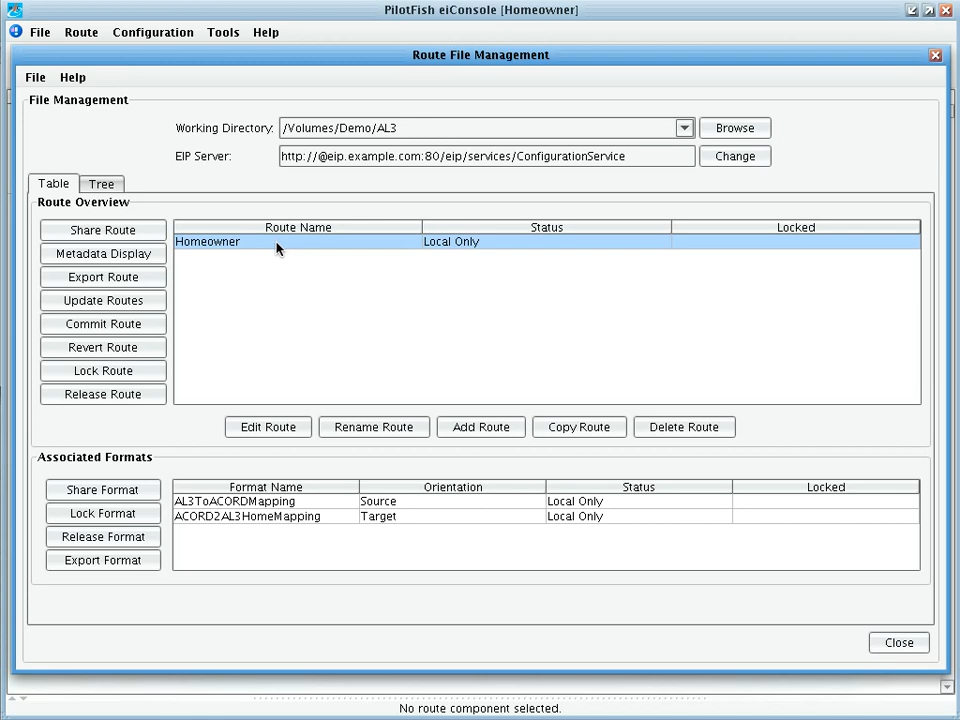 PilotFish eiConsole [Homeowner]
File Route Configuration Tools Help
Route File Management
File Help
File Management
Working Directory: /Volumes/Demo/AL3 Browse
EIP Server: http://@eip.example.com:80/eip/services/ConfigurationService Change
Table Tree
Route Overview
Share Route
Metadata Display
Export Route
Update Routes
Commit Route
Revert Route
Lock Route
Release Route
Route Name Status Locked
Homeowner Local Only
Edit Route Rename Route Add Route Copy Route Delete Route
Associated Formats
Share Format
Lock Format
Release Format
Export Format
Format Name Orientation Status Locked
AL3ToACORDMapping Source Local Only
ACORD2AL3HomeMapping Target Local Only
Close
No route component selected.